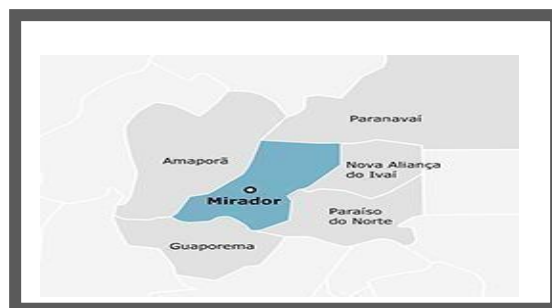 Paranavaí
Amaporã
Nova Aliança
do Ivaí
Mirador
Paraíso
do Norte
Guaporema